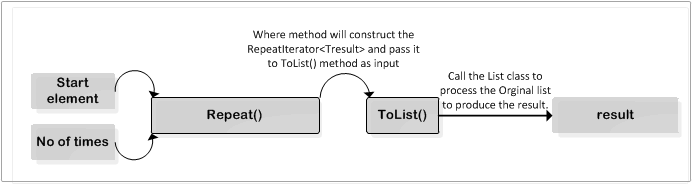 Where method will construct the
RepeatIterator<Tresult> and pass it
to ToList() method as input
Start
element
No of times
Repeat()
ToList()
Call the List class to
process the Orginal list
to produce the result.
result